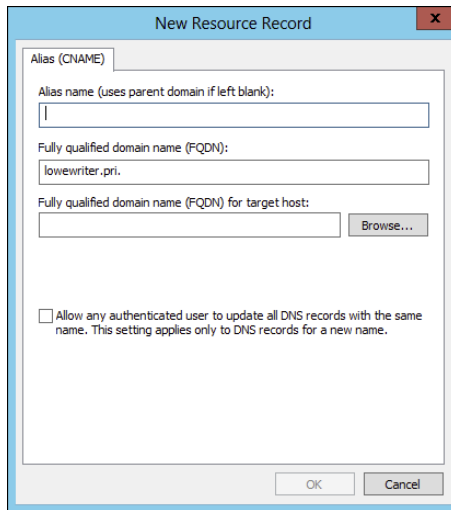 New Resource Record
x
Alias (CNAME)
Alias name (uses parent domain if left blank):
Fully qualified domain name (FQDN):
lowewriter.pri.
Fully qualified domain name (FQDN) for target host:
Browse...
Allow any authenticated user to update all DNS records with the same
name. This setting applies only to DNS records for a new name.
OK
Cancel